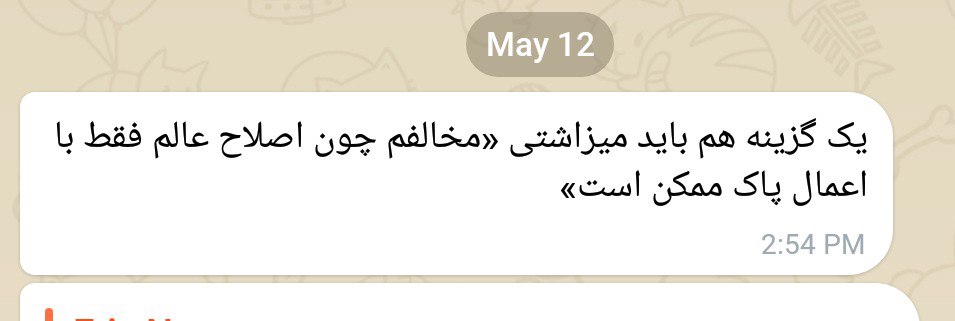 May 12
یک گزینه هم باید میزاشتی «مخالفم چون اصلاح عالم فقط با
اعمال پاک ممکن است»
2:54 PM